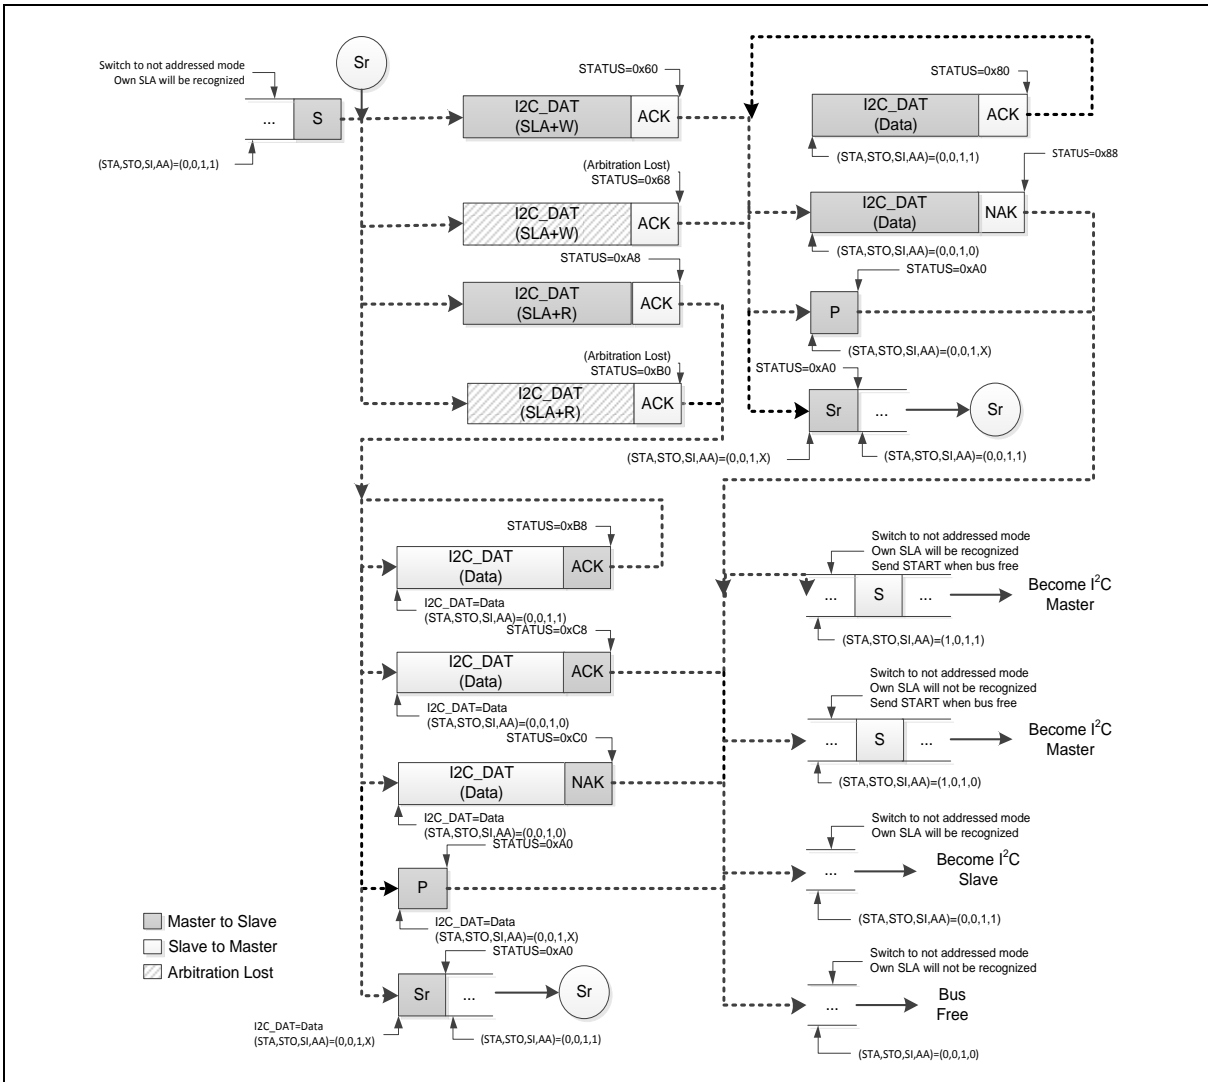 Switch to not addressed mode
Own SLA will be recognized
...
S
(STA,STO,SI,AA)=(0,0,1,1)
Sr
STATUS=0x60
I2C_DAT
(SLA+W)
ACK
(Arbitration Lost)
STATUS=0x68
I2C_DAT
(SLA+W)
ACK
STATUS=0xA8
I2C_DAT
(SLA+R)
ACK
(Arbitration Lost)
STATUS=0xB0
I2C_DAT
(SLA+R)
ACK
STATUS=0x80
I2C_DAT
(Data)
ACK
(STA,STO,SI,AA)=(0,0,1,1)
STATUS=0x88
I2C_DAT
(Data)
NAK
(STA,STO,SI,AA)=(0,0,1,0)
STATUS=0xA0
P
(STA,STO,SI,AA)=(0,0,1,X)
STATUS=0xA0
Sr
...
Sr
(STA,STO,SI,AA)=(0,0,1,X)
(STA,STO,SI,AA)=(0,0,1,1)
STATUS=0xB8
I2C_DAT
(Data)
ACK
I2C_DAT=Data
(STA,STO,SI,AA)=(0,0,1,1)
STATUS=0xC8
I2C_DAT
(Data)
ACK
I2C_DAT=Data
(STA,STO,SI,AA)=(0,0,1,0)
STATUS=0xC0
I2C_DAT
(Data)
NAK
I2C_DAT=Data
(STA,STO,SI,AA)=(0,0,1,0)
STATUS=0xA0
P
I2C_DAT=Data
(STA,STO,SI,AA)=(0,0,1,X)
STATUS=0xA0
Sr
...
Sr
I2C_DAT=Data
(STA,STO,SI,AA)=(0,0,1,X)
(STA,STO,SI,AA)=(0,0,1,1)
Switch to not addressed mode
Own SLA will be recognized
Send START when bus free
...
S
...
Become I²C
Master
(STA,STO,SI,AA)=(1,0,1,1)
Switch to not addressed mode
Own SLA will not be recognized
Send START when bus free
...
S
...
Become I²C
Master
(STA,STO,SI,AA)=(1,0,1,0)
Switch to not addressed mode
Own SLA will be recognized
...
Become I²C
Slave
(STA,STO,SI,AA)=(0,0,1,1)
Switch to not addressed mode
Own SLA will not be recognized
...
Bus
Free
(STA,STO,SI,AA)=(0,0,1,0)
Master to Slave
Slave to Master
Arbitration Lost